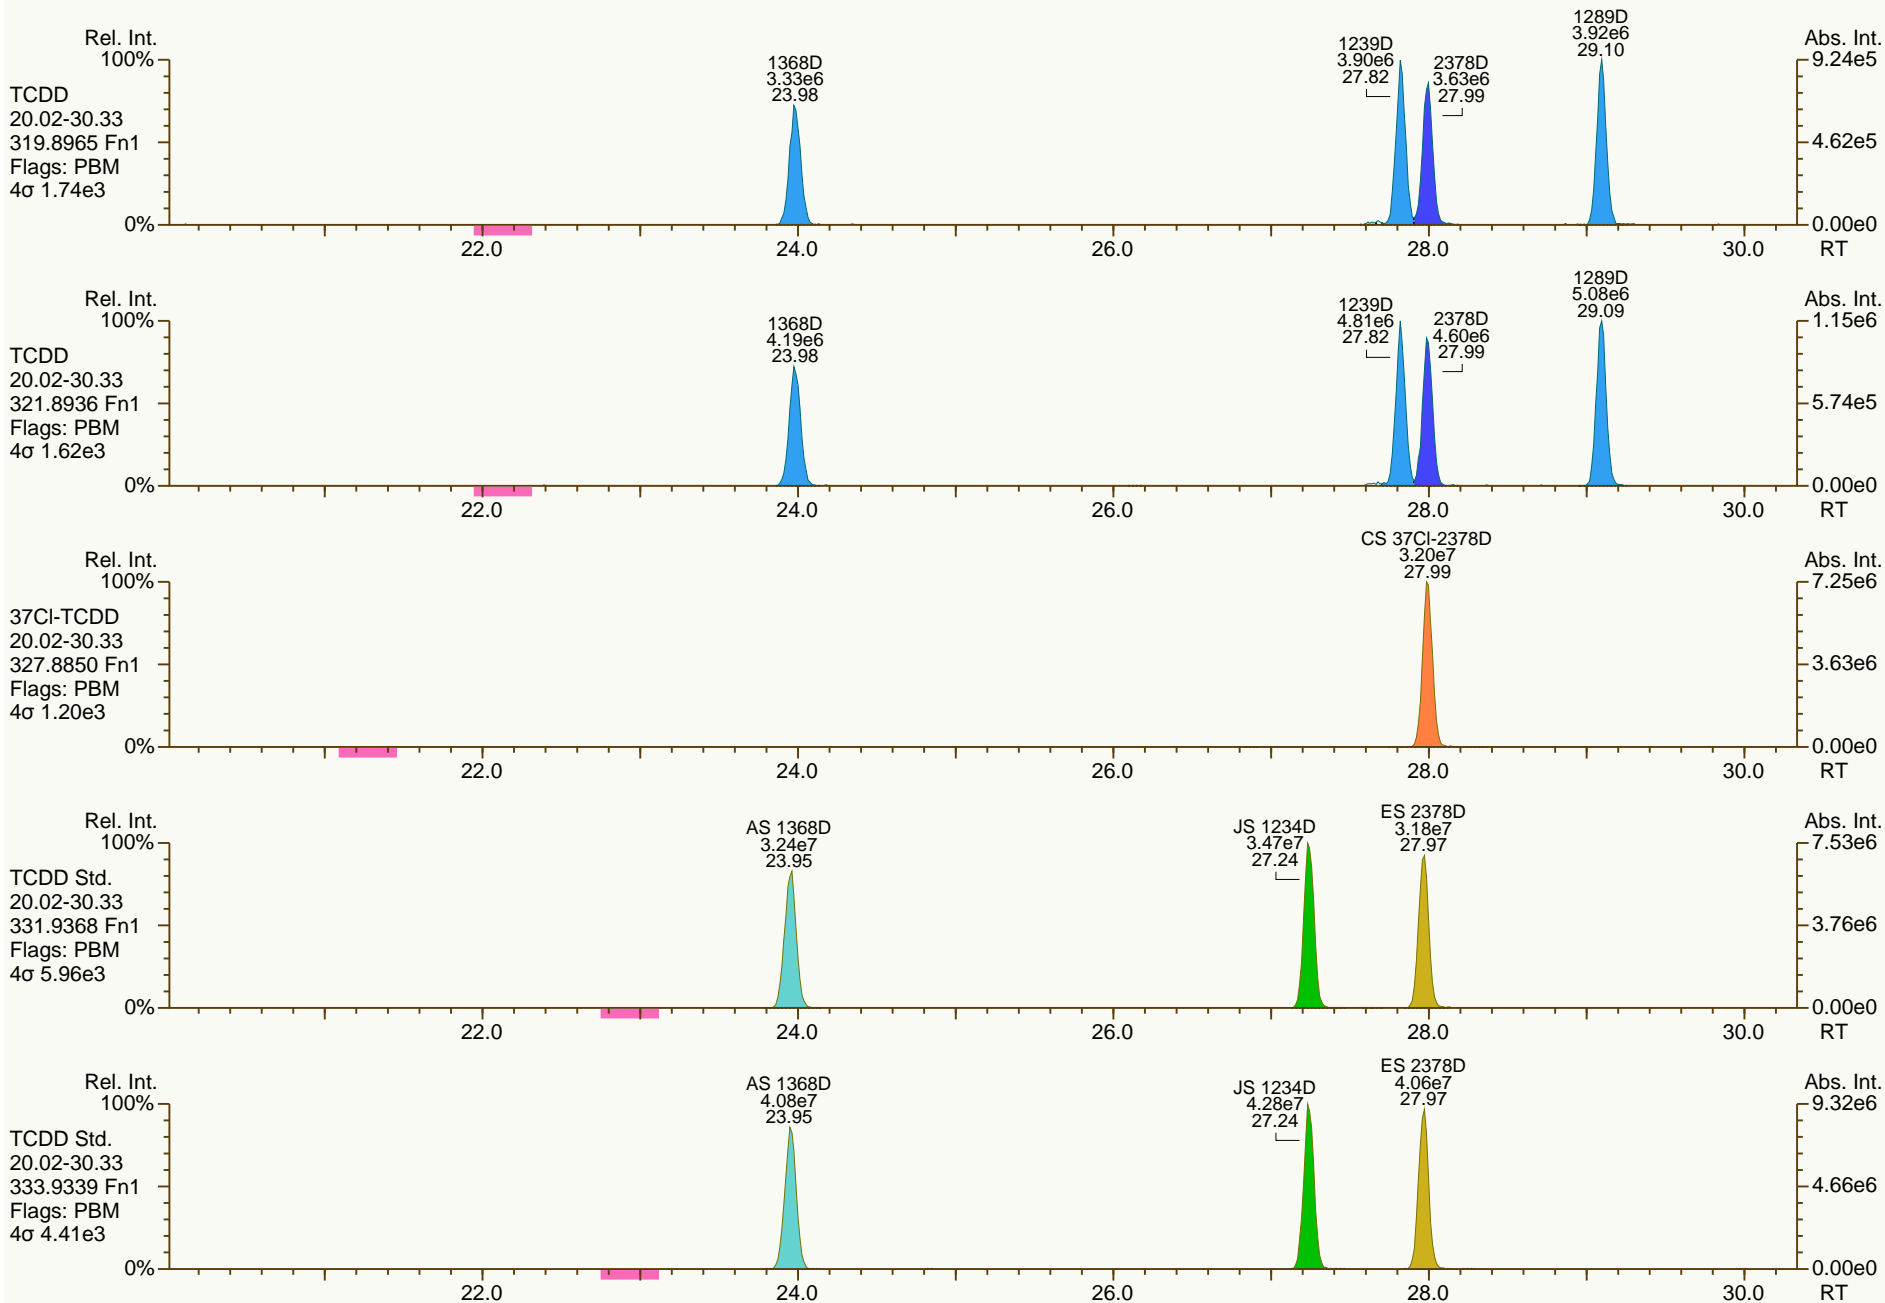 Rel. Int.
100%
0%
TCDD
20.02-30.33
319.8965 Fn1
Flags: PBM
4σ 1.74e3
1368D
3.33e6
23.98
1239D
3.90e6
27.82
2378D
3.63e6
27.99
1289D
3.92e6
29.10
Abs. Int.
9.24e5
4.62e5
0.00e0
22.0 24.0 26.0 28.0 30.0 RT
Rel. Int.
100%
0%
TCDD
20.02-30.33
321.8936 Fn1
Flags: PBM
4σ 1.62e3
1368D
4.19e6
23.98
1239D
4.81e6
27.82
2378D
4.60e6
27.99
1289D
5.08e6
29.09
Abs. Int.
1.15e6
5.74e5
0.00e0
22.0 24.0 26.0 28.0 30.0 RT
Rel. Int.
100%
0%
37Cl-TCDD
20.02-30.33
327.8850 Fn1
Flags: PBM
4σ 1.20e3
CS 37Cl-2378D
3.20e7
27.99
Abs. Int.
7.25e6
3.63e6
0.00e0
22.0 24.0 26.0 28.0 30.0 RT
Rel. Int.
100%
0%
TCDD Std.
20.02-30.33
331.9368 Fn1
Flags: PBM
4σ 5.96e3
AS 1368D
3.24e7
23.95
JS 1234D
3.47e7
27.24
ES 2378D
3.18e7
27.97
Abs. Int.
7.53e6
3.76e6
0.00e0
22.0 24.0 26.0 28.0 30.0 RT
Rel. Int.
100%
0%
TCDD Std.
20.02-30.33
333.9339 Fn1
Flags: PBM
4σ 4.41e3
AS 1368D
4.08e7
23.95
JS 1234D
4.28e7
27.24
ES 2378D
4.06e7
27.97
Abs. Int.
9.32e6
4.66e6
0.00e0
22.0 24.0 26.0 28.0 30.0 RT